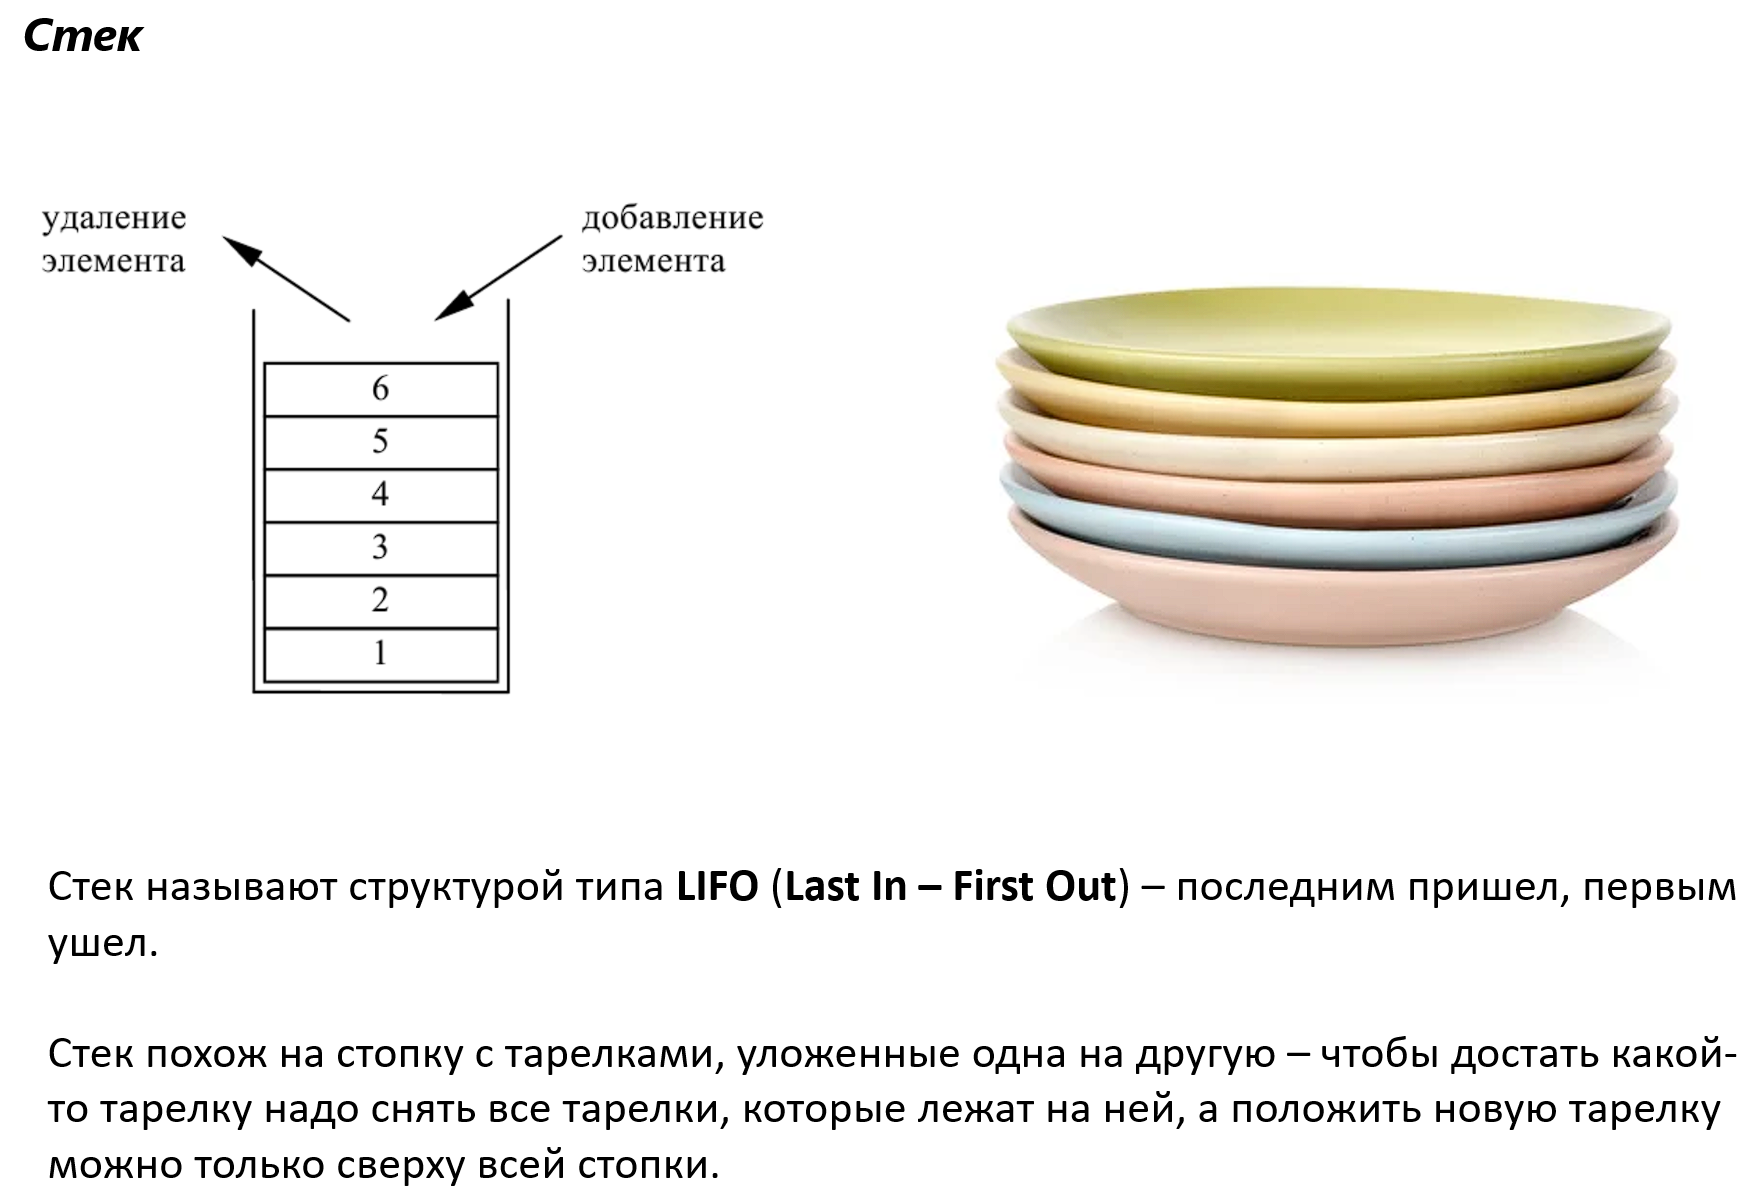 Стек
удаление
элемента
добавление
элемента
6
5
4
3
2
1
Стек называют структурой типа LIFO (Last In – First Out) – последним пришел, первым
ушел.
Стек похож на стопку с тарелками, уложенные одна на другую – чтобы достать какой-
то тарелку надо снять все тарелки, которые лежат на ней, а положить новую тарелку
можно только сверху всей стопки.